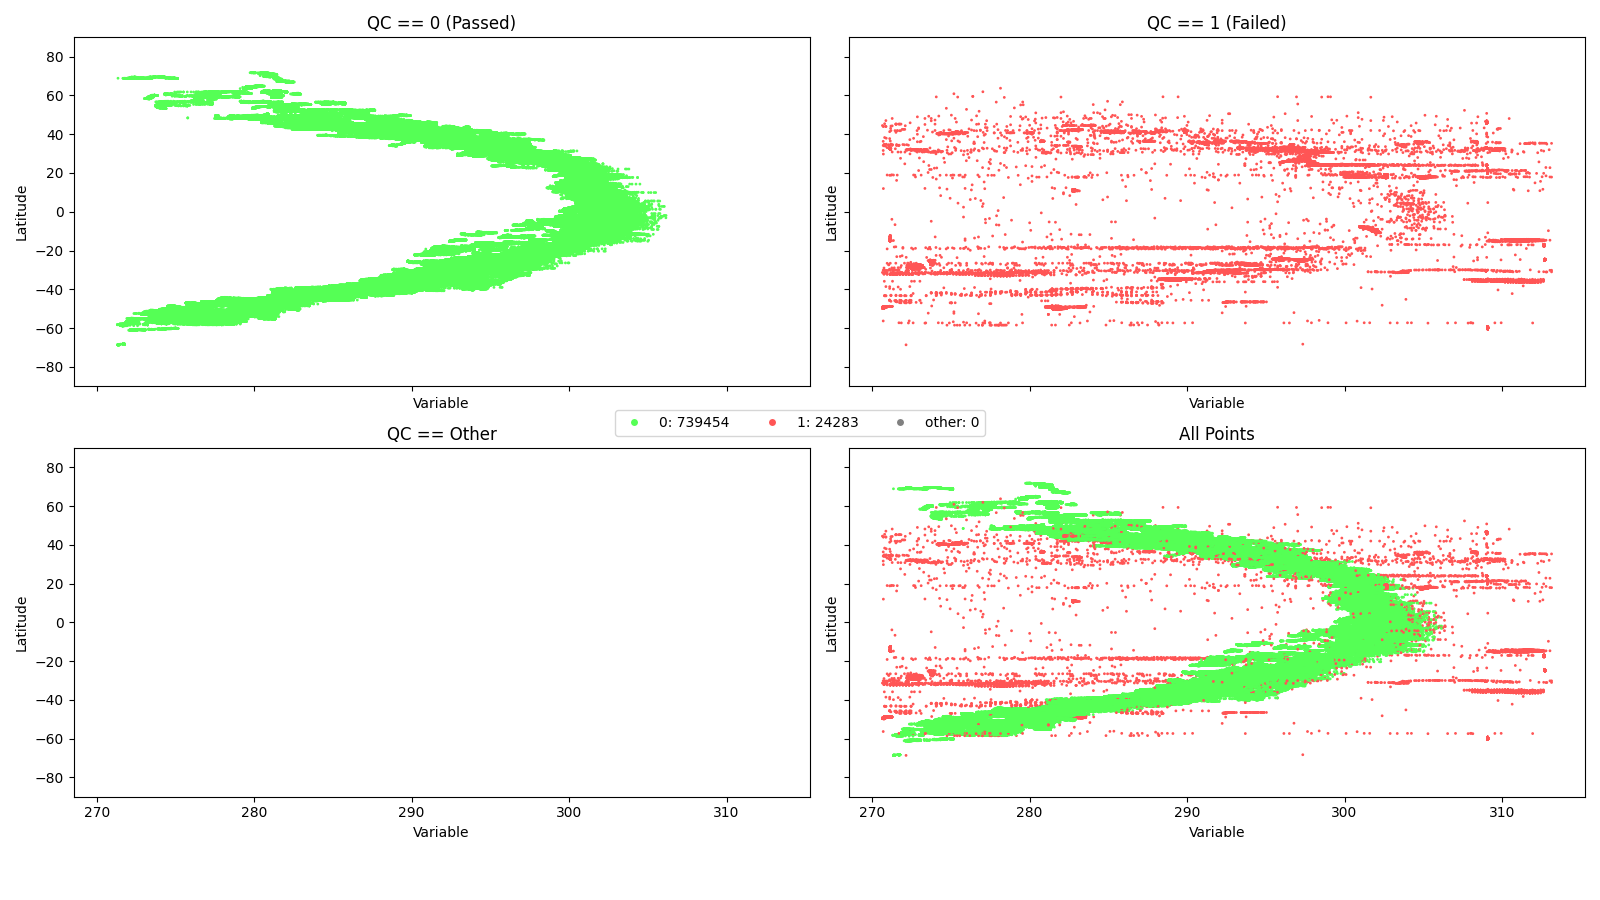 QC == 0 (Passed)
80
60
40
20
0
−20
−40
−60
−80
Latitude
Variable
QC == 1 (Failed)
Latitude
Variable
0: 739454 1: 24283 other: 0
QC == Other
80
60
40
20
0
−20
−40
−60
−80
Latitude
270 280 290 300 310
Variable
All Points
Latitude
270 280 290 300 310
Variable